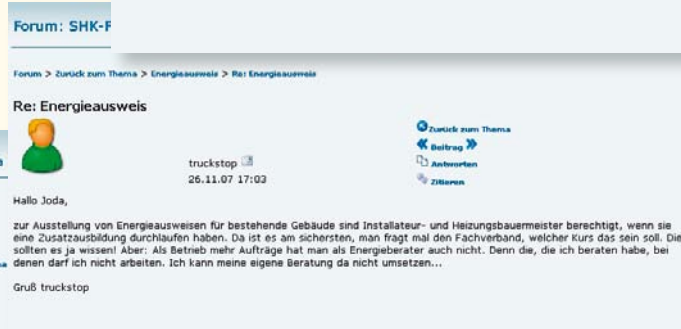 Forum: SHK-F
Forum > Zurück zum Thema > Energieausweis > Re: Energieausweis
Re: Energieausweis
Zurück zum Thema
Beitrag
truckstop
Antworten
26.11.07 17:03
Zitieren
Hallo Joda,
zur Ausstellung von Energieausweisen für bestehende Gebäude sind Installateur- und Heizungsbauermeister berechtigt, wenn sie
eine Zusatzausbildung durchlaufen haben. Da ist es am sichersten, man fragt mal den Fachverband, welcher Kurs das sein soll. Die
sollten es ja wissen! Aber: Als Betrieb mehr Aufträge hat man als Energieberater auch nicht. Denn die, die ich beraten habe, bei
denen darf ich nicht arbeiten. Ich kann meine eigene Beratung da nicht umsetzen...
Gruß truckstop